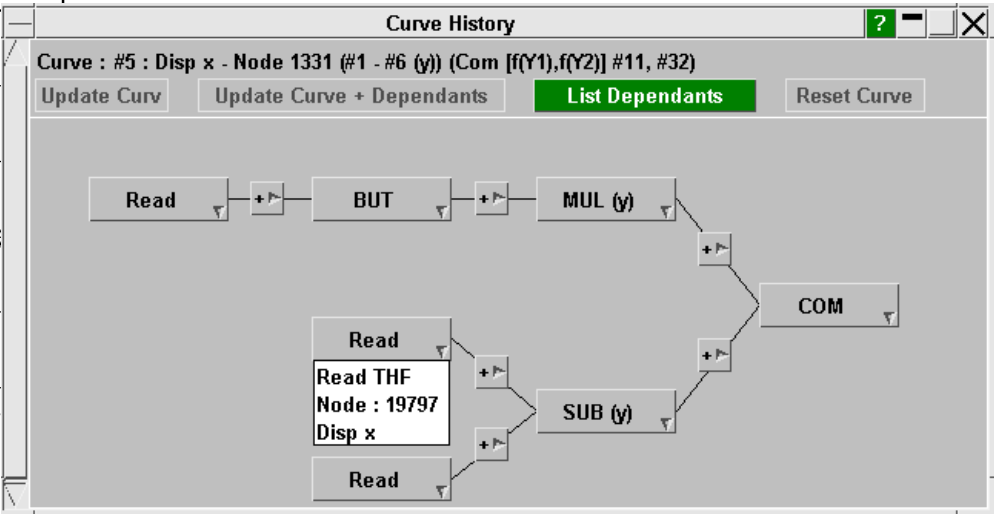 Curve History
?
Curve : #5 : Disp x - Node 1331 (#1 - #6 (y)) (Com [f(Y1),f(Y2)] #11, #32)
Update Curv Update Curve + Dependants List Dependants Reset Curve
Read + BUT + MUL (y)
+
COM
Read
+
Read THF
+
Node : 19797
SUB (y)
Disp x
+
Read